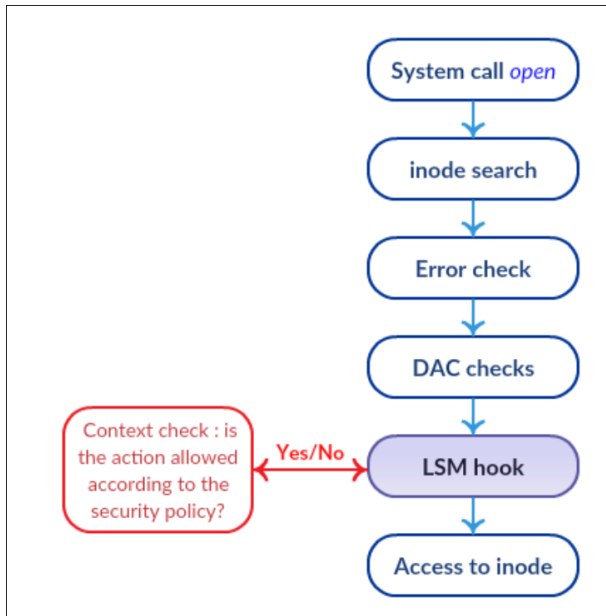 System call open
inode search
Error check
DAC checks
Context check : is
the action allowed
according to the
security policy?
Yes/No
LSM hook
Access to inode